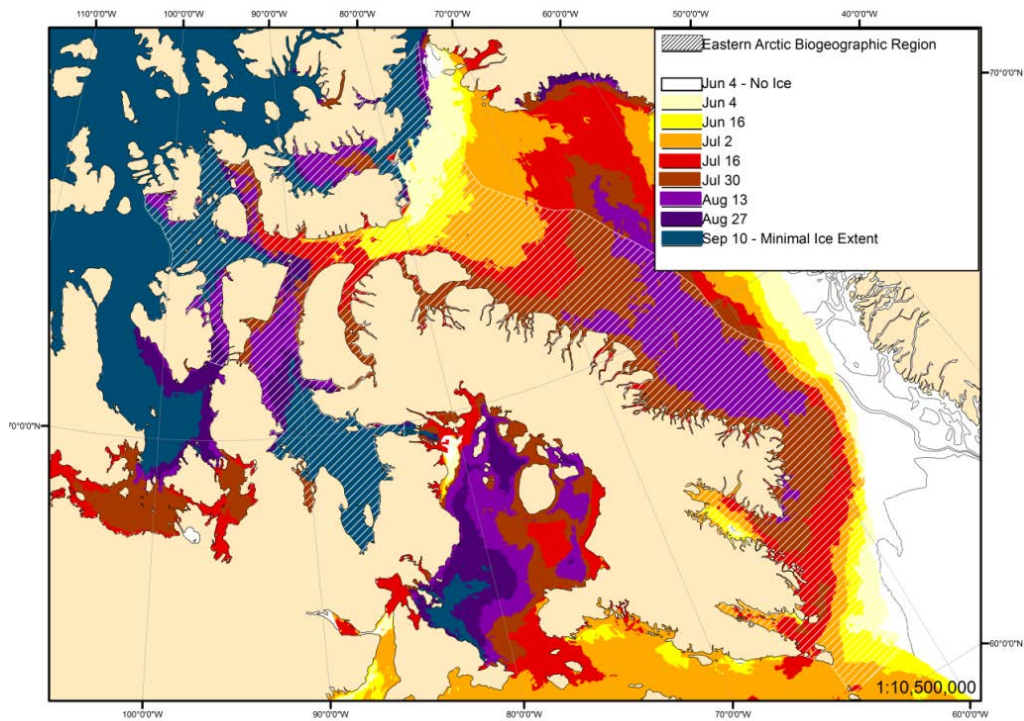 110°0'0"W 100°0'0"W 90°0'0"W 80°0'0"W 70°0'0"W 60°0'0"W 50°0'0"W 40°0'0"W
Eastern Arctic Biogeographic Region
70°0'0"N
Jun 4 - No Ice
Jun 4
Jun 16
Jul 2
Jul 16
Jul 30
Aug 13
Aug 27
Sep 10 - Minimal Ice Extent
70°0'0"N
60°0'0"N
1:10,500,000
100°0'0"W 90°0'0"W 80°0'0"W 70°0'0"W 60°0'0"W